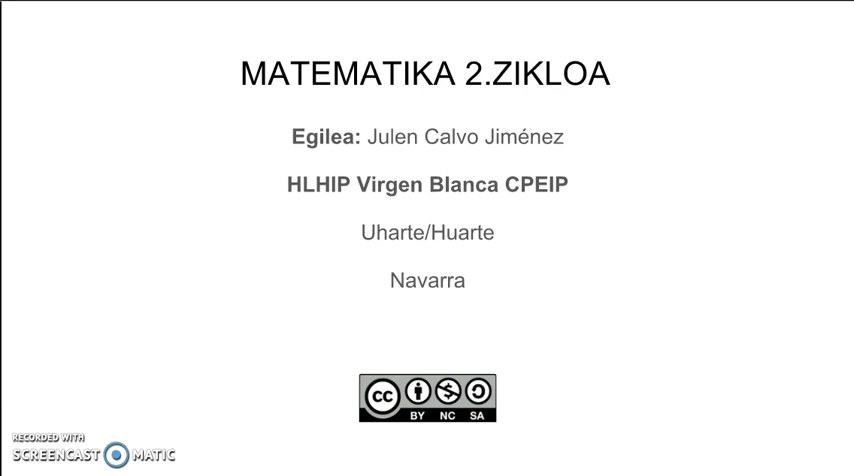 MATEMATIKA 2.ZIKLOA
Egilea: Julen Calvo Jiménez
HLHIP Virgen Blanca CPEIP
Uharte/Huarte
Navarra
cc
BY NC SA
RECORDED WITH
SCREENCAST MATIC